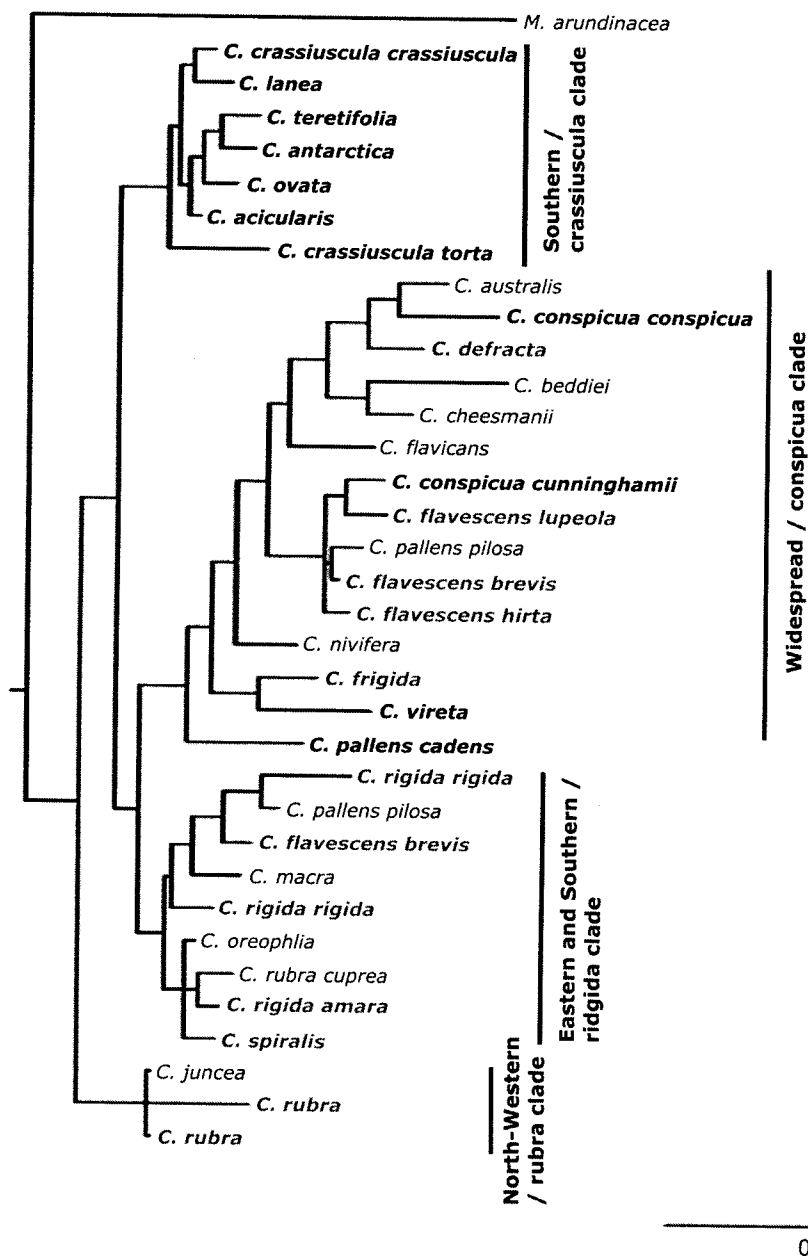 M. arundinacea
C. crassiuscula crassiuscula
C. lanea
C. teretifolia
C. antarctica
C. ovata
C. acicularis
C. crassiuscula torta
Southern /
crassiuscula clade
C. australis
C. conspicua conspicua
C. defracta
C. beddiei
C. cheesmanii
C. flavicans
C. conspicua cunninghamii
C. flavescens lupeola
C. pallens pilosa
C. flavescens brevis
C. flavescens hirta
C. nivifera
C. frigida
C. vireta
C. pallens cadens
Widespread / conspicua clade
C. rigida rigida
C. pallens pilosa
C. flavescens brevis
C. macra
C. rigida rigida
C. oreophlia
C. rubra cuprea
C. rigida amara
C. spiralis
Eastern and Southern /
ridgida clade
C. juncea
C. rubra
C. rubra
North-Western
/ rubra clade
0